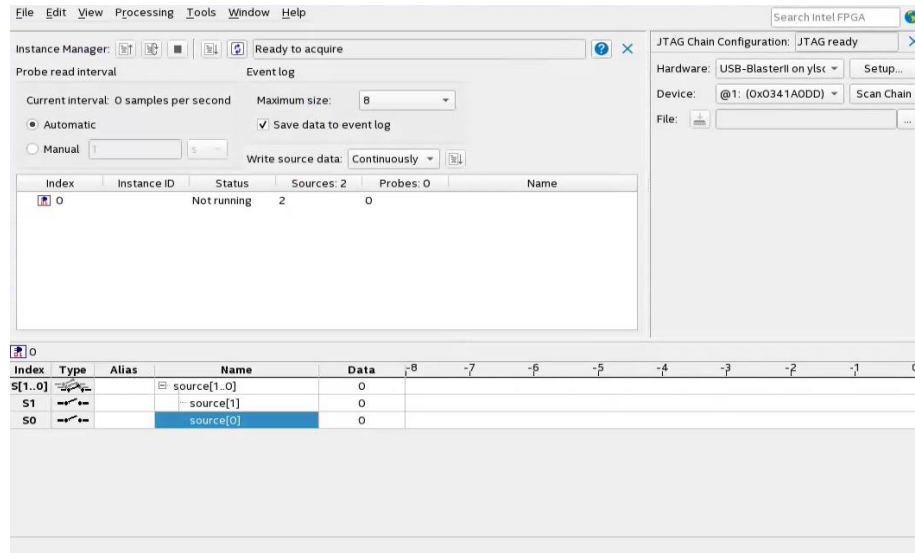 File Edit View Processing Tools Window Help
Search Intel FPGA
Instance Manager: Ready to acquire
JTAG Chain Configuration: JTAG ready
Probe read interval
Event log
Hardware: USB-BlasterII on ylsc Setup...
Current interval: 0 samples per second
Maximum size: 8
Device: @1: (0x0341A0DD) Scan Chain
Automatic
Save data to event log
File: ...
Manual 1 s
Write source data: Continuously
Index Instance ID Status Sources: 2 Probes: 0 Name
0 Not running 2 0
0
Index Type Alias Name Data -8 -7 -6 -5 -4 -3 -2 -1 0
S[1..0] source[1..0] 0
S1 source[1] 0
S0 source[0] 0